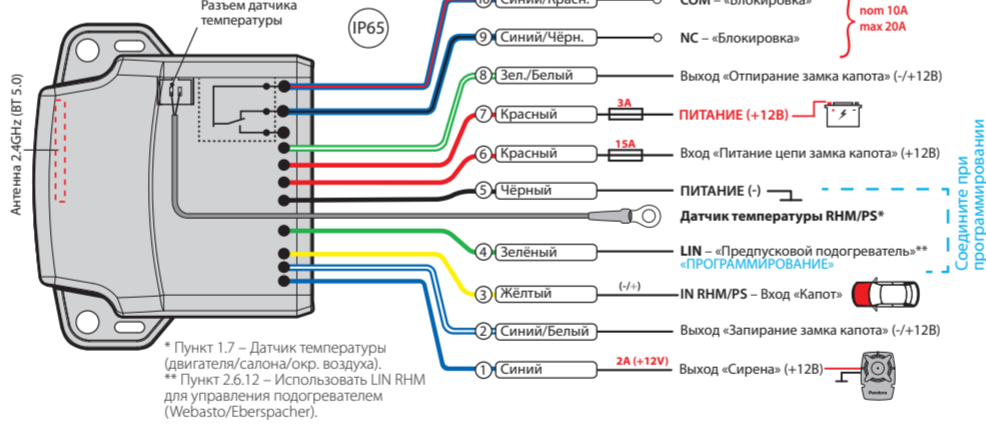 Разъем датчика
температуры
IP65
Антенна 2.4GHz (BT 5.0)
10 Синий/Красн. COM – «Блокировка»
nom 10A
max 20A
9 Синий/Чёрн. NC – «Блокировка»
8 Зел./Белый Выход «Отпирание замка капота» (-/+12В)
7 Красный 3A ПИТАНИЕ (+12В)
6 Красный 15A Вход «Питание цепи замка капота» (+12В)
5 Чёрный ПИТАНИЕ (-)
Датчик температуры RHM/PS*
4 Зелёный LIN – «Предпусковой подогреватель»**
«ПРОГРАММИРОВАНИЕ»
Соедините при
программировании
3 Жёлтый (-/+) IN RHM/PS – Вход «Капот»
2 Синий/Белый Выход «Запирание замка капота» (-/+12В)
1 Синий 2A (+12V) Выход «Сирена» (+12В)
Pandora
* Пункт 1.7 – Датчик температуры
(двигателя/салона/окр. воздуха).
** Пункт 2.6.12 – Использовать LIN RHM
для управления подогревателем
(Webasto/Eberspacher).